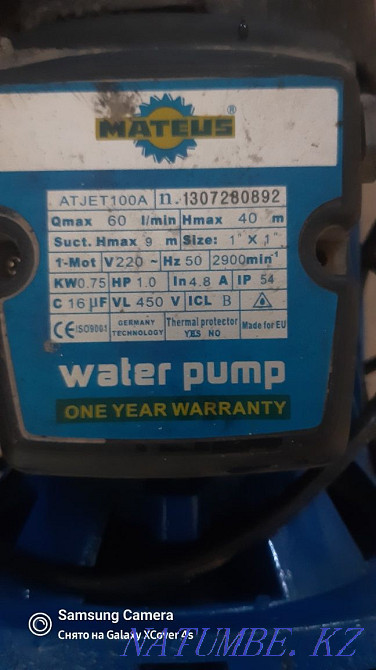 MATEUS ®
ATJET100A n. 1307280892
Qmax 60 l/min Hmax 40 m
Suct. Hmax 9 m Size: 1" X 1"
1-Mot V220 ~ Hz 50 2900min-1
KW0.75 HP 1.0 In 4.8 A IP 54
C 16 µF VL 450 V ICL B
CE ISO9001 GERMANY TECHNOLOGY Thermal protector YES NO Made for EU
water pump
ONE YEAR WARRANTY
Samsung Camera
Снято на Galaxy XCover 4s
NATUMBE.KZ